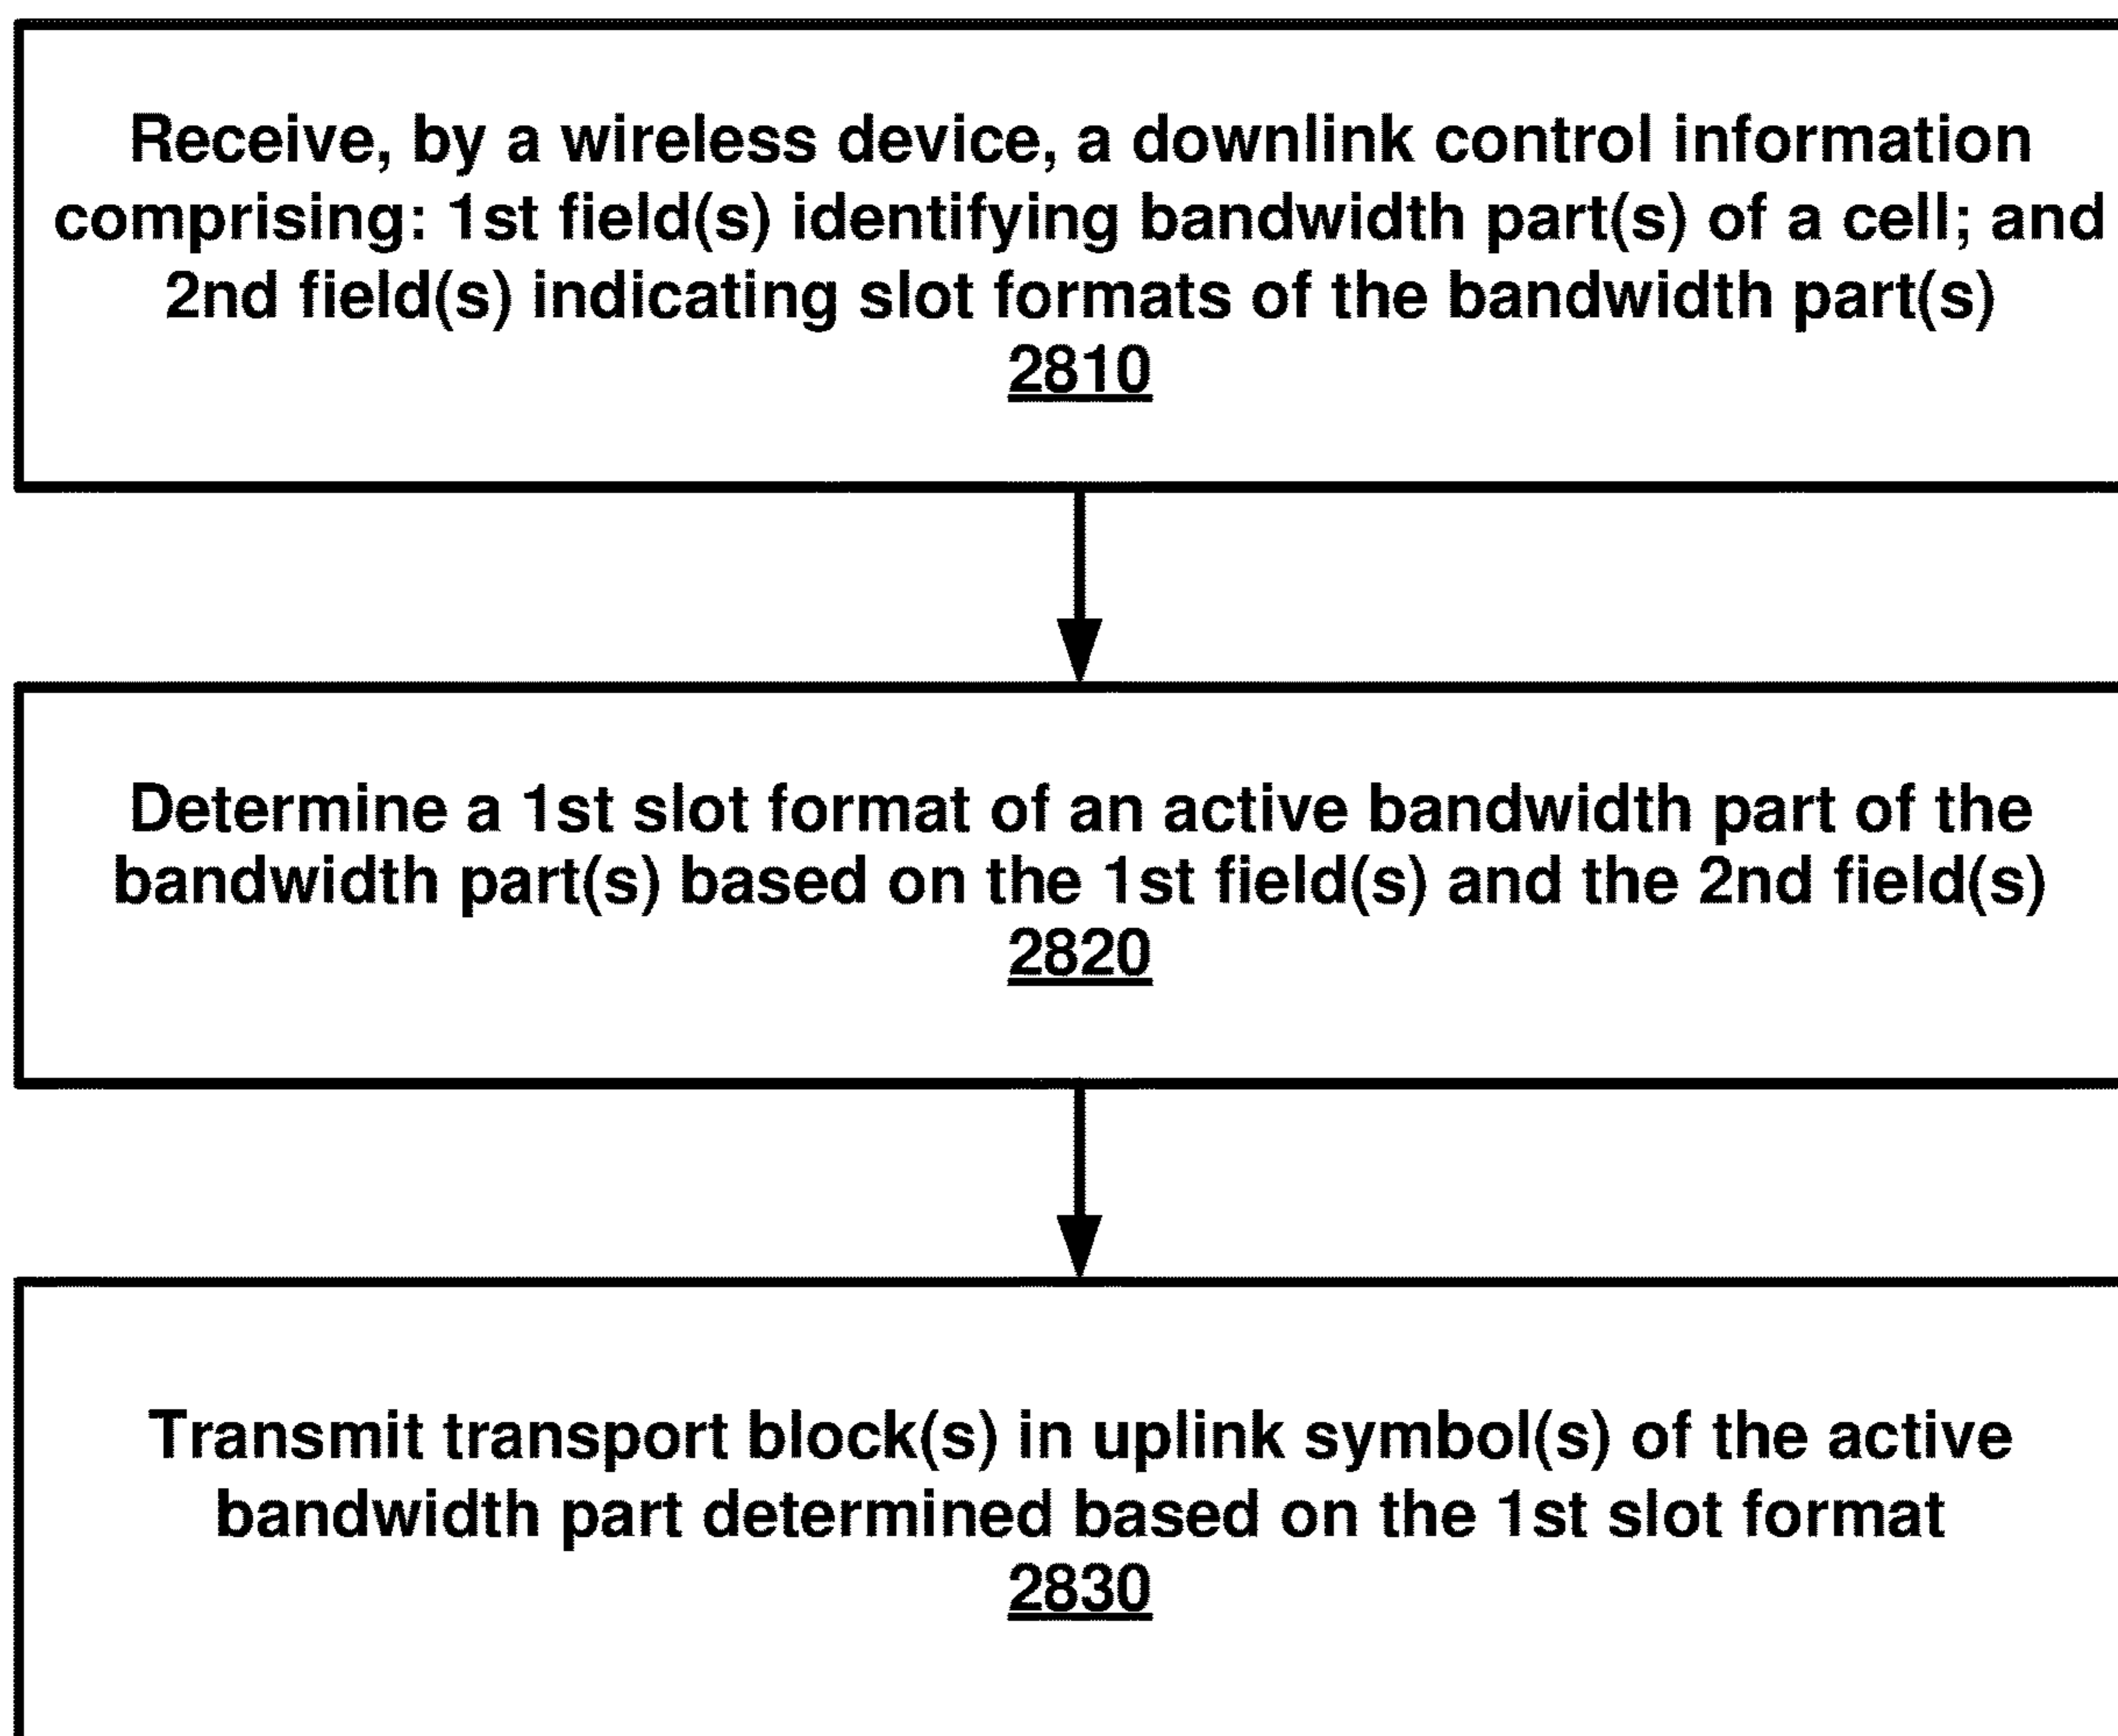 Receive, by a wireless device, a downlink control information
comprising: 1st field(s) identifying bandwidth part(s) of a cell; and
2nd field(s) indicating slot formats of the bandwidth part(s)
2810
Determine a 1st slot format of an active bandwidth part of the
bandwidth part(s) based on the 1st field(s) and the 2nd field(s)
2820
Transmit transport block(s) in uplink symbol(s) of the active
bandwidth part determined based on the 1st slot format
2830